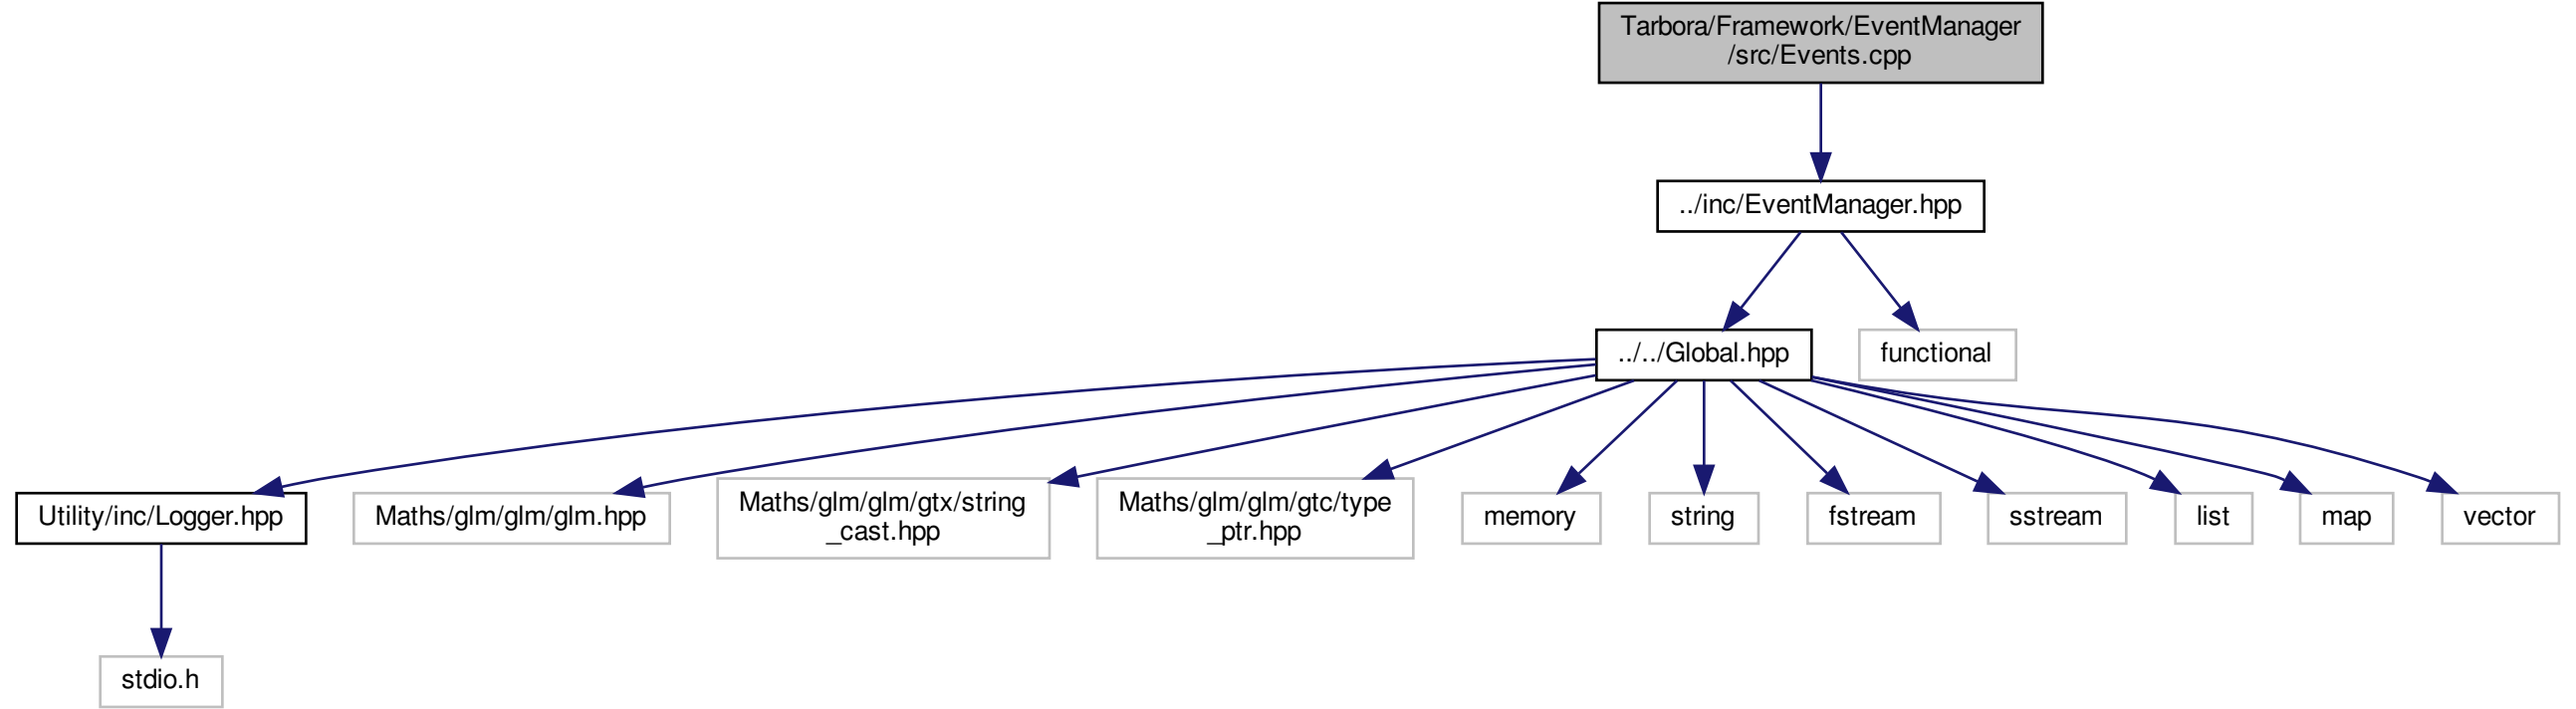 Tarbora/Framework/EventManager
/src/Events.cpp
../inc/EventManager.hpp
../../Global.hpp
functional
Utility/inc/Logger.hpp
Maths/glm/glm/glm.hpp
Maths/glm/glm/gtx/string
_cast.hpp
Maths/glm/glm/gtc/type
_ptr.hpp
memory
string
fstream
sstream
list
map
vector
stdio.h